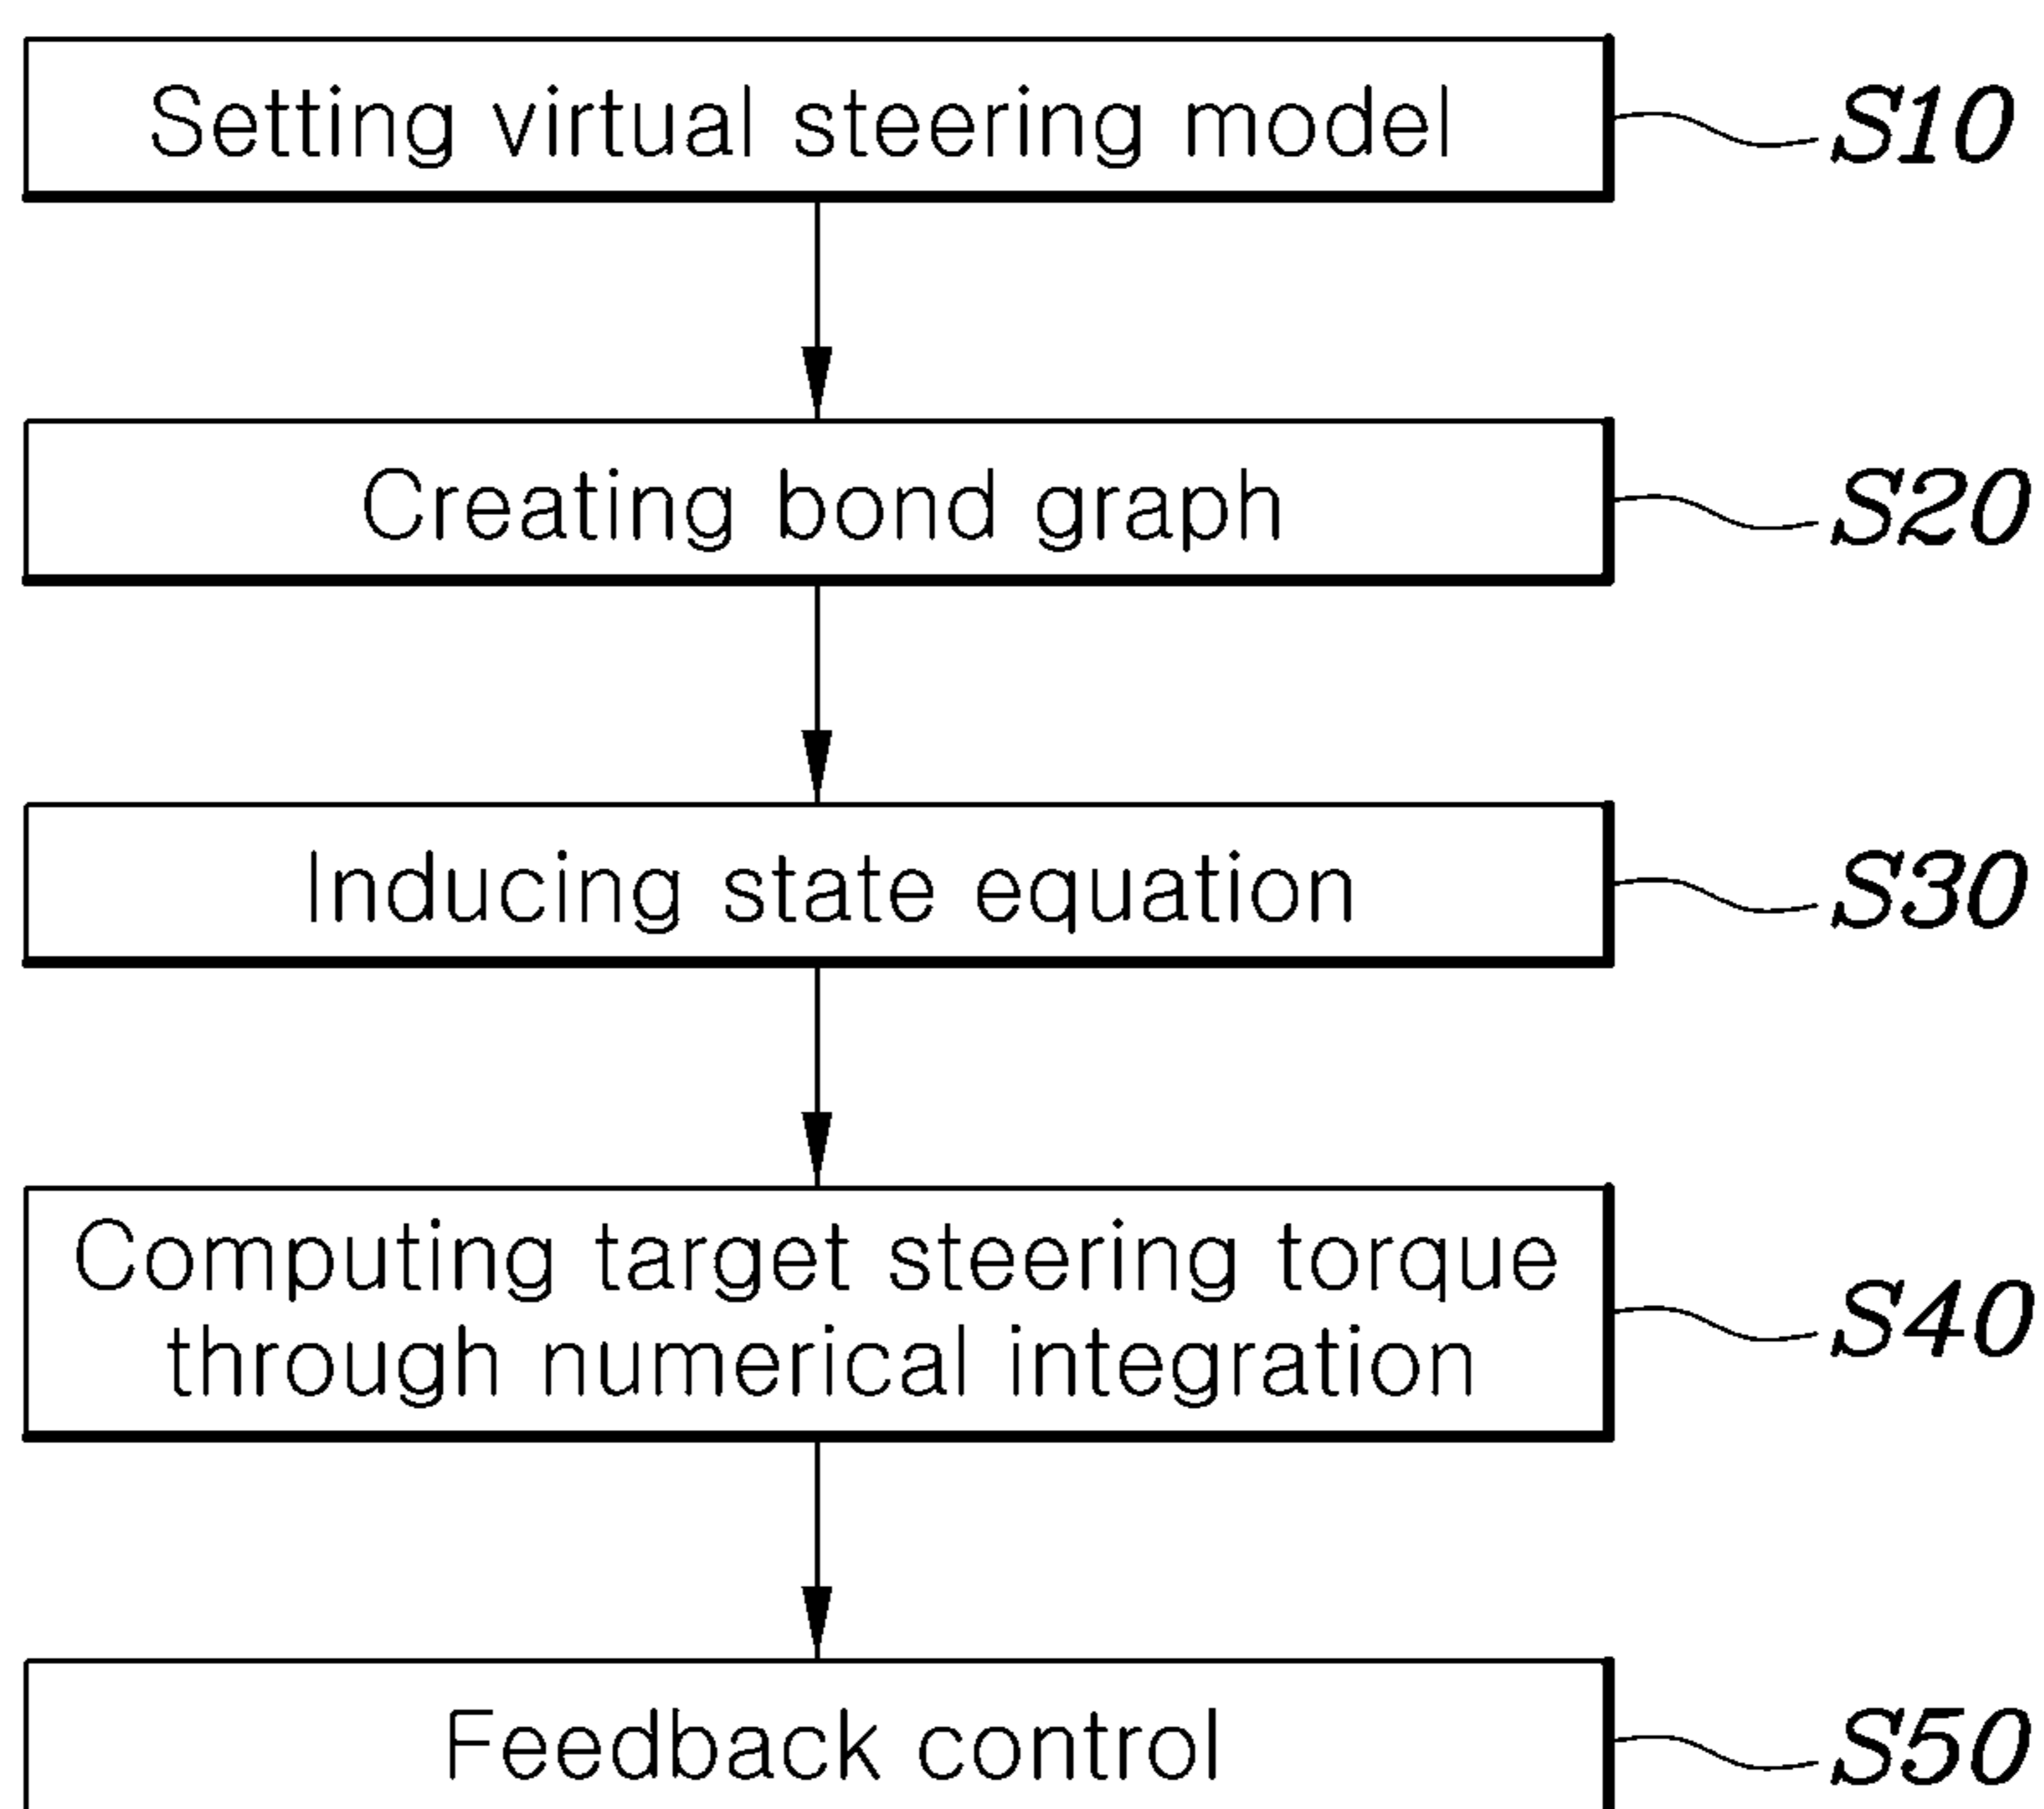 Setting virtual steering model
S10
Creating bond graph
S20
Inducing state equation
S30
Computing target steering torque
through numerical integration
S40
Feedback control
S50